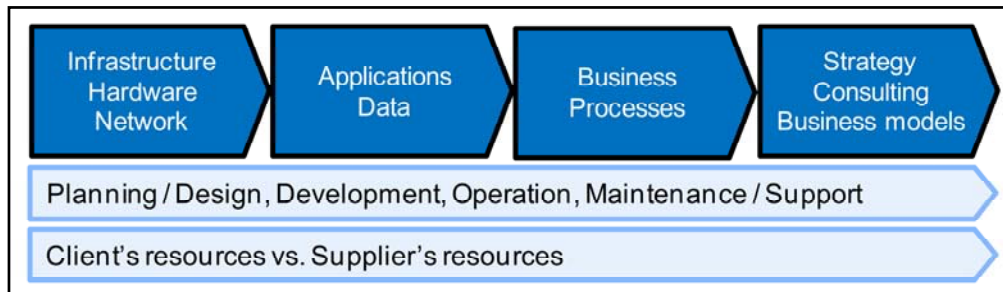 Infrastructure
Hardware
Network
Applications
Data
Business
Processes
Strategy
Consulting
Business models
Planning / Design, Development, Operation, Maintenance / Support
Client's resources vs. Supplier's resources